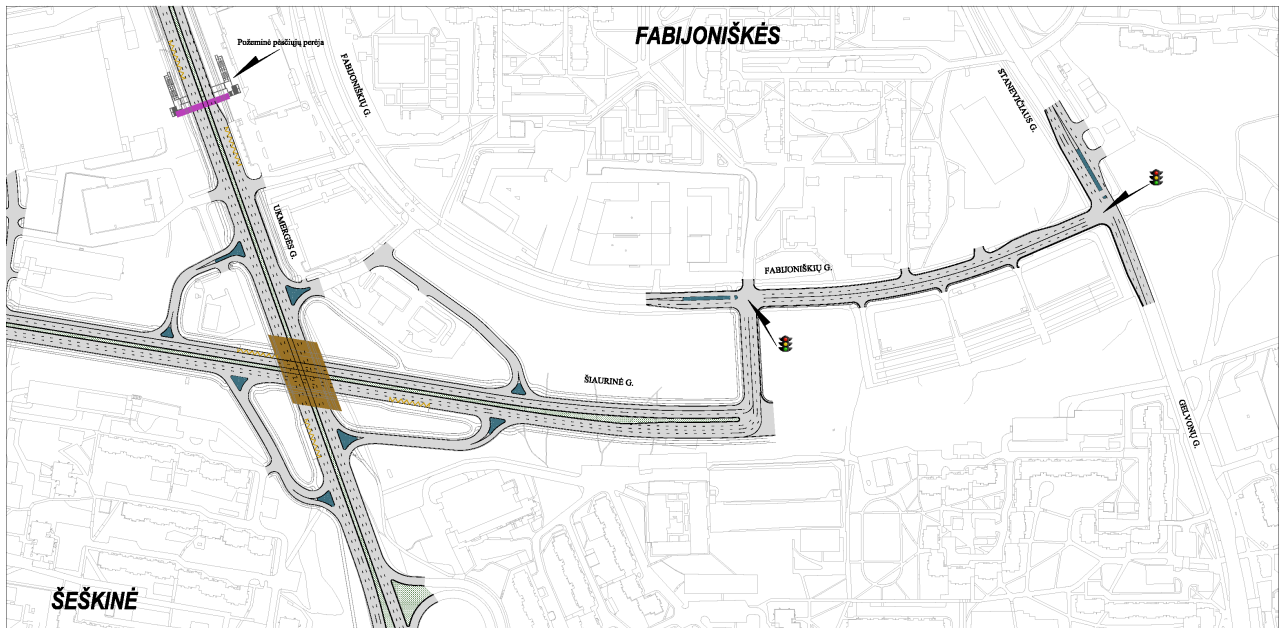 FABIJONIŠKĖS
Požeminė pėsčiųjų perėja
FABIJONIŠKIŲ G.
STANEVIČIAUS G.
UKMERGĖS G.
FABIJONIŠKIŲ G.
ŠIAURINĖ G.
GELVONŲ G.
ŠEŠKINĖ